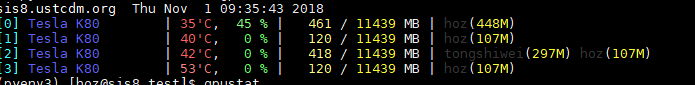 sis8.ustcdm.org  Thu Nov  1 09:35:43 2018
[0] Tesla K80        | 35'C,  45 % |   461 / 11439 MB | hoz(448M)
[1] Tesla K80        | 40'C,   0 % |   120 / 11439 MB | hoz(107M)
[2] Tesla K80        | 42'C,   0 % |   418 / 11439 MB | tongshiwei(297M) hoz(107M)
[3] Tesla K80        | 53'C,   0 % |   120 / 11439 MB | hoz(107M)
(pyenv3) [hoz@sis8 test]$ gpustat